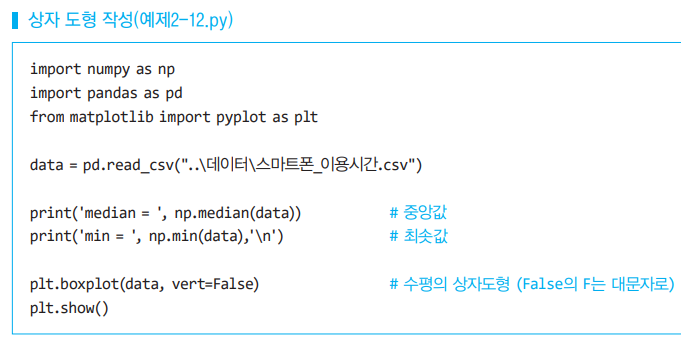 상자 도형 작성(예제2-12.py)
import numpy as np
import pandas as pd
from matplotlib import pyplot as plt
data = pd.read_csv("..\데이터\스마트폰_이용시간.csv")
print('median = ', np.median(data)) # 중앙값
print('min = ', np.min(data),'\n') # 최솟값
plt.boxplot(data, vert=False) # 수평의 상자도형 (False의 F는 대문자로)
plt.show()